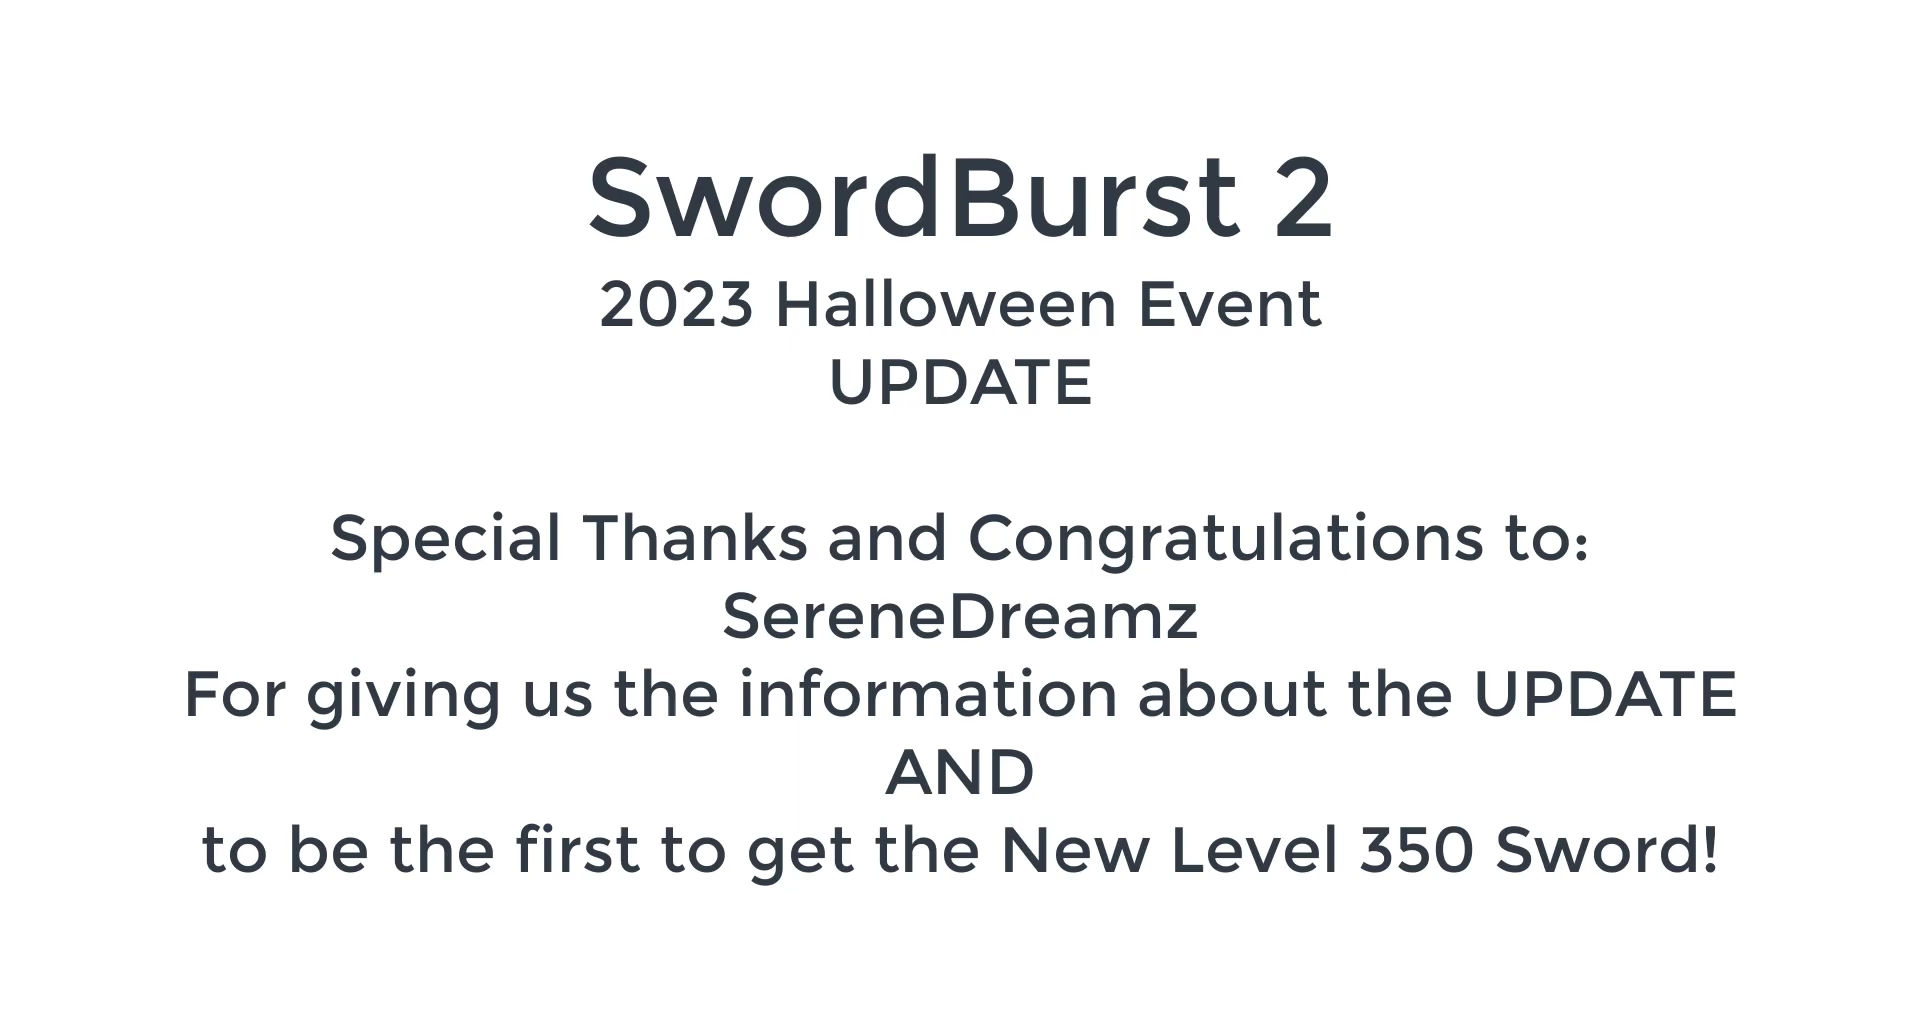 SwordBurst 2
2023 Halloween Event
UPDATE
Special Thanks and Congratulations to:
SereneDreamz
For giving us the information about the UPDATE
AND
to be the first to get the New Level 350 Sword!